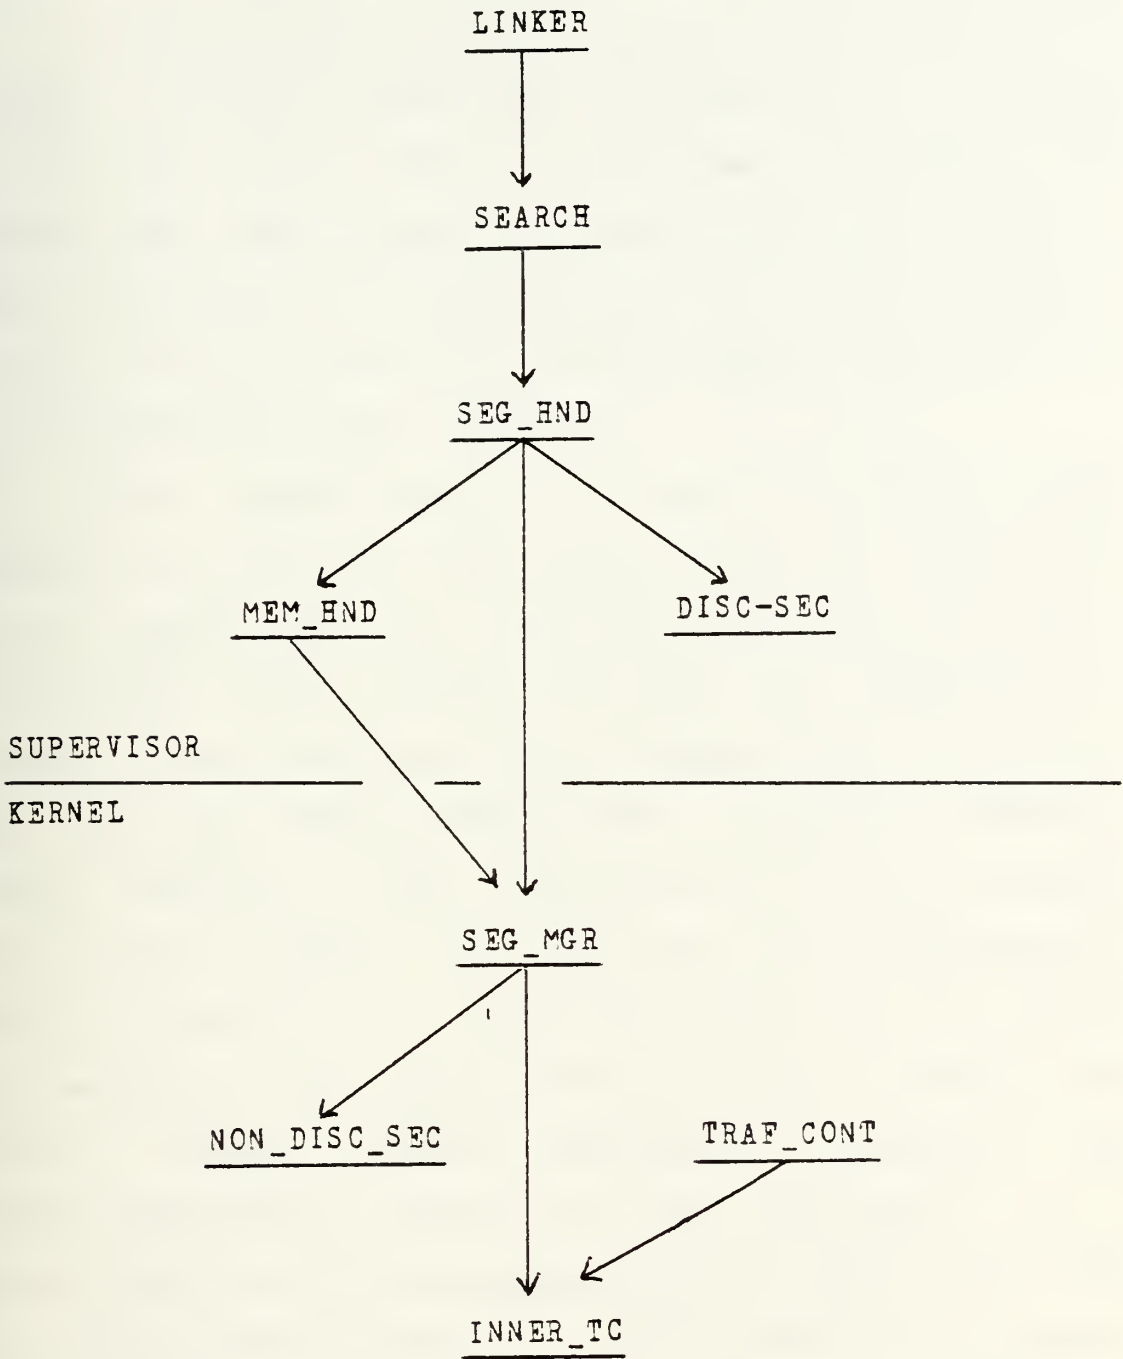 LINKER
SEARCH
SEG_HND
MEM_HND
DISC-SEC
SUPERVISOR
KERNEL
SEG_MGR
NON_DISC_SEC
TRAF_CONT
INNER_TC